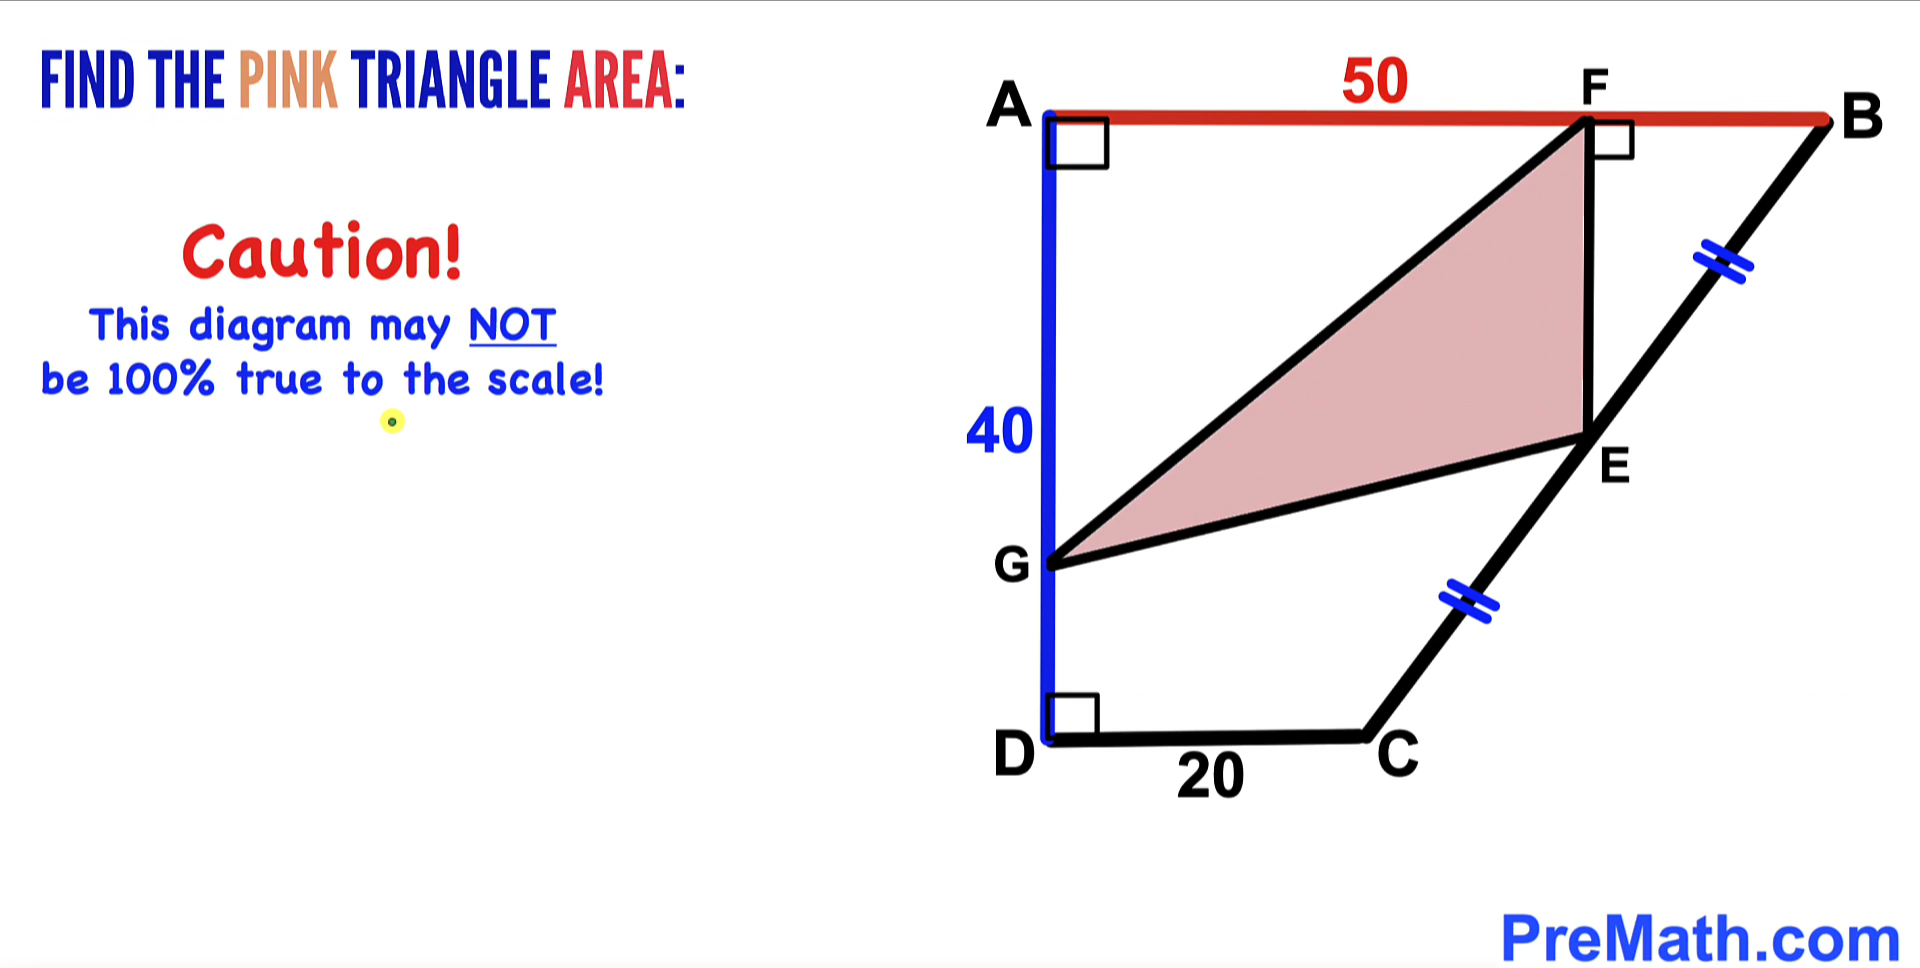 FIND THE PINK TRIANGLE AREA:
50
F
A
B
Caution!
This diagram may NOT
be 100% true to the scale!
40
E
G
D
C
20
PreMath.com